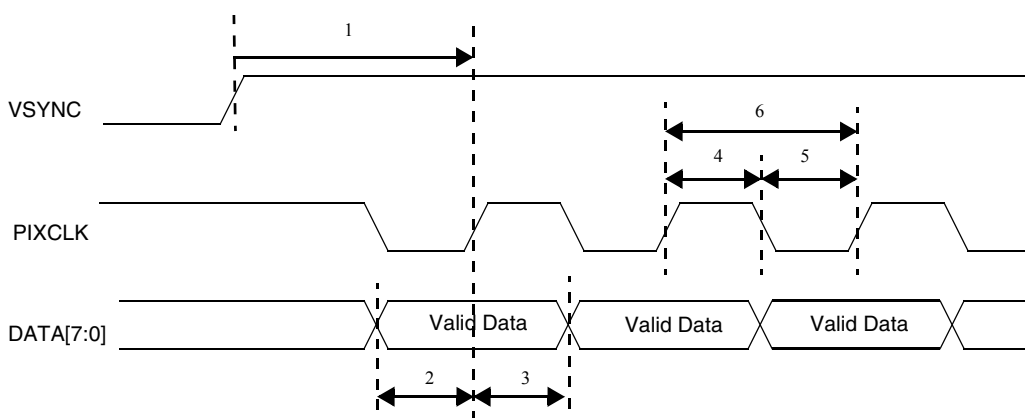 1
VSYNC
6
4 5
PIXCLK
DATA[7:0] Valid Data Valid Data Valid Data
2 3